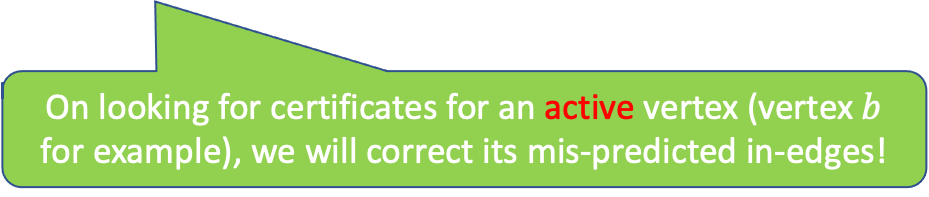 On looking for certificates for an active vertex (vertex b
for example), we will correct its mis-predicted in-edges!